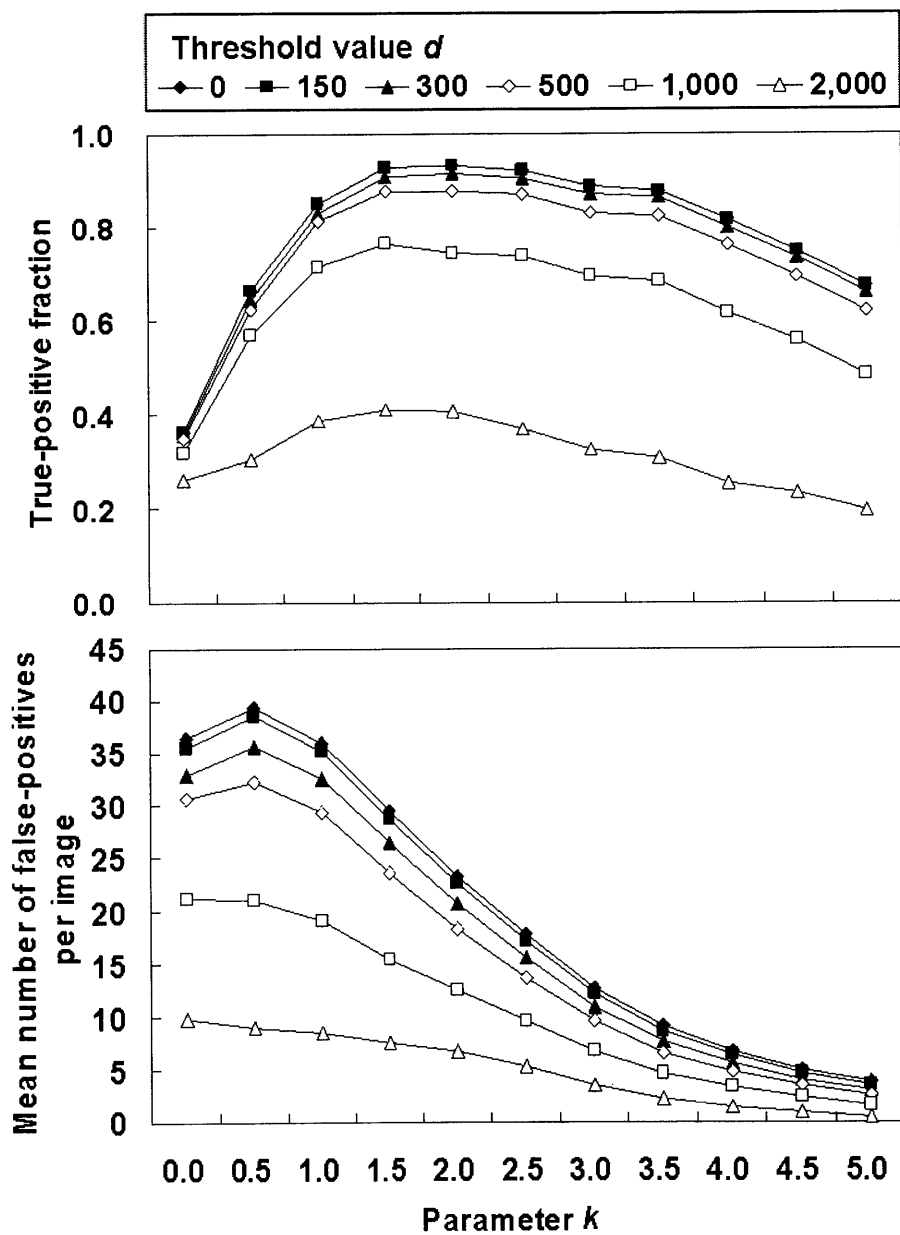 Threshold value d
0 150 300 500 1,000 2,000
True-positive fraction
1.0
0.8
0.6
0.4
0.2
0.0
Mean number of false-positives
per image
45
40
35
30
25
20
15
10
5
0
0.0 0.5 1.0 1.5 2.0 2.5 3.0 3.5 4.0 4.5 5.0
Parameter k